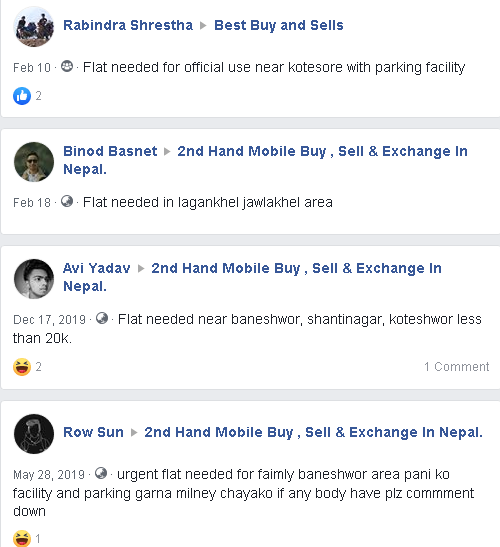 Rabindra Shrestha ▶ Best Buy and Sells
Feb 10 · · Flat needed for official use near kotesore with parking facility
2
Binod Basnet ▶ 2nd Hand Mobile Buy , Sell & Exchange In
Nepal.
Feb 18 · · Flat needed in lagankhel jawlakhel area
Avi Yadav ▶ 2nd Hand Mobile Buy , Sell & Exchange In
Nepal.
Dec 17, 2019 · · Flat needed near baneshwor, shantinagar, koteshwor less
than 20k.
2 1 Comment
Row Sun ▶ 2nd Hand Mobile Buy , Sell & Exchange In Nepal.
May 28, 2019 · · urgent flat needed for faimly baneshwor area pani ko
facility and parking garna milney chayako if any body have plz commment
down
1